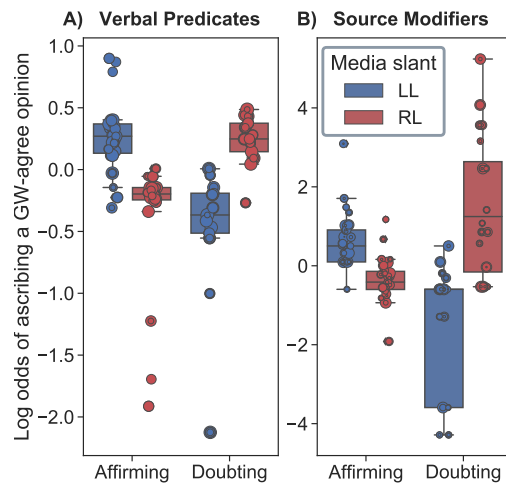 A) Verbal Predicates
B) Source Modifiers
Media slant
LL
RL
Log odds of ascribing a GW-agree opinion
1.0
0.5
0.0
−0.5
−1.0
−1.5
−2.0
4
2
0
−2
−4
Affirming Doubting
Affirming Doubting